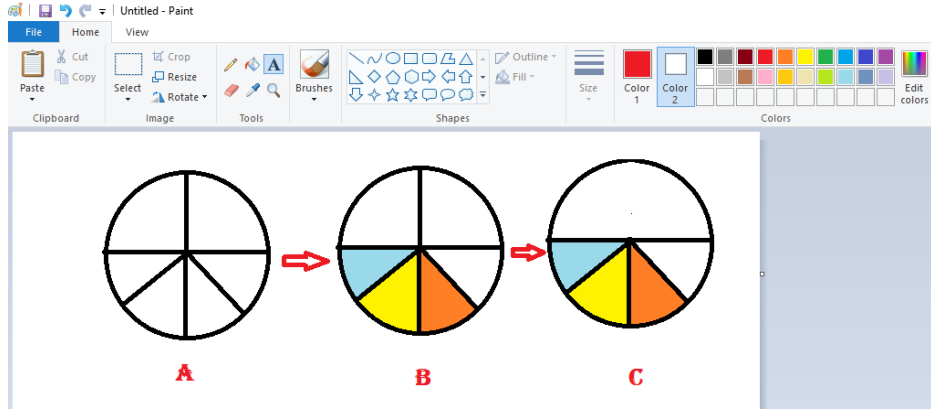 Untitled - Paint
File Home View
Paste
Cut
Copy
Clipboard
Select
Crop
Resize
Rotate
Image
A
Tools
Brushes
Outline
Fill
Shapes
Size
Color
1
Color
2
Edit
colors
Colors
A B C